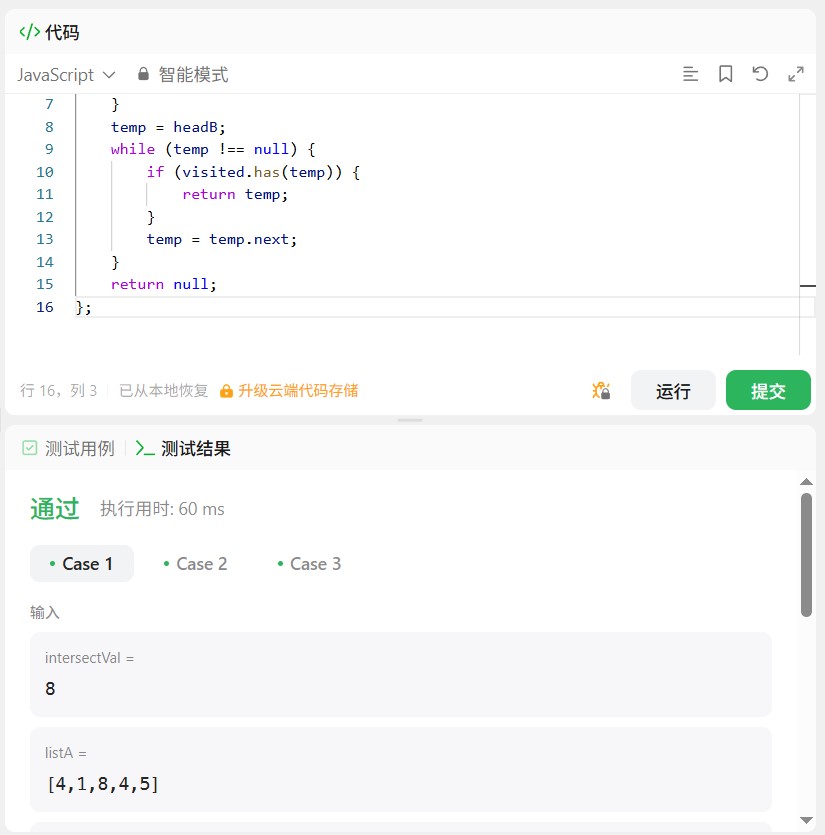 </> 代码
JavaScript 智能模式
7 }
8 temp = headB;
9 while (temp !== null) {
10 if (visited.has(temp)) {
11 return temp;
12 }
13 temp = temp.next;
14 }
15 return null;
16 };
行 16，列 3 已从本地恢复 升级云端代码存储 运行 提交
测试用例 >_ 测试结果
通过 执行用时: 60 ms
• Case 1 • Case 2 • Case 3
输入
intersectVal =
8
listA =
[4,1,8,4,5]